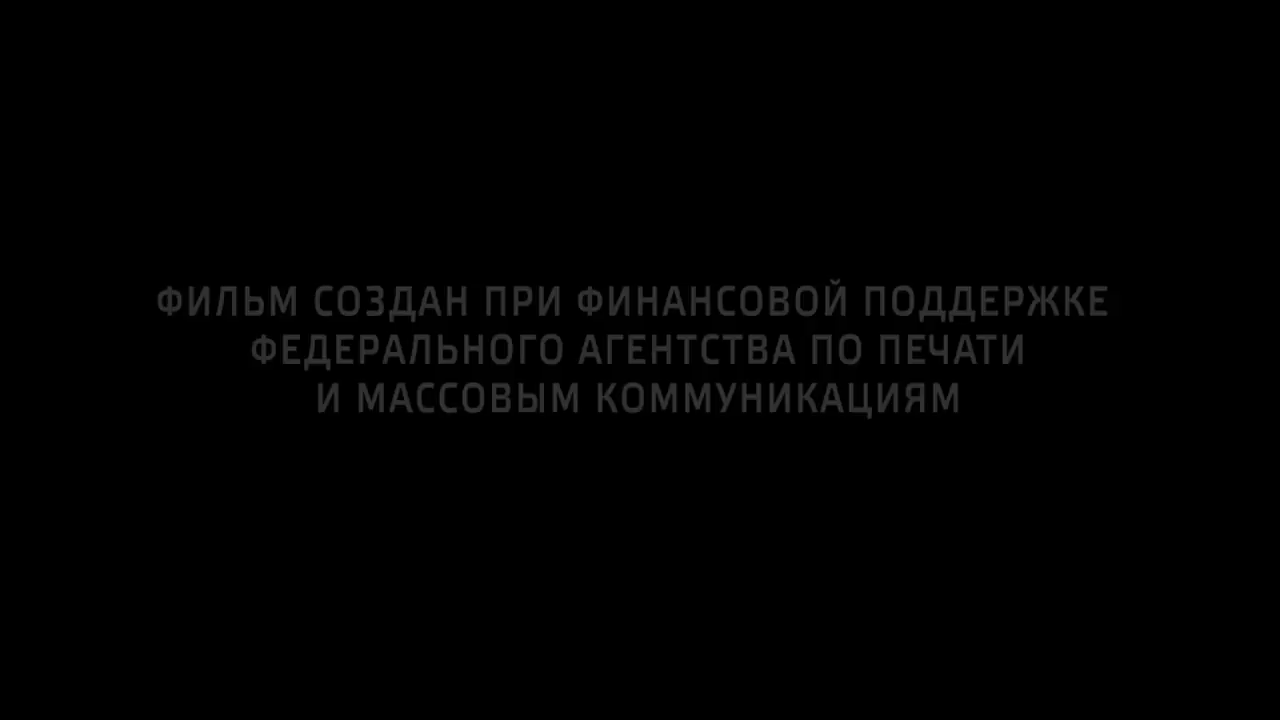 ФИЛЬМ СОЗДАН ПРИ ФИНАНСОВОЙ ПОДДЕРЖКЕ
ФЕДЕРАЛЬНОГО АГЕНТСТВА ПО ПЕЧАТИ
И МАССОВЫМ КОММУНИКАЦИЯМ